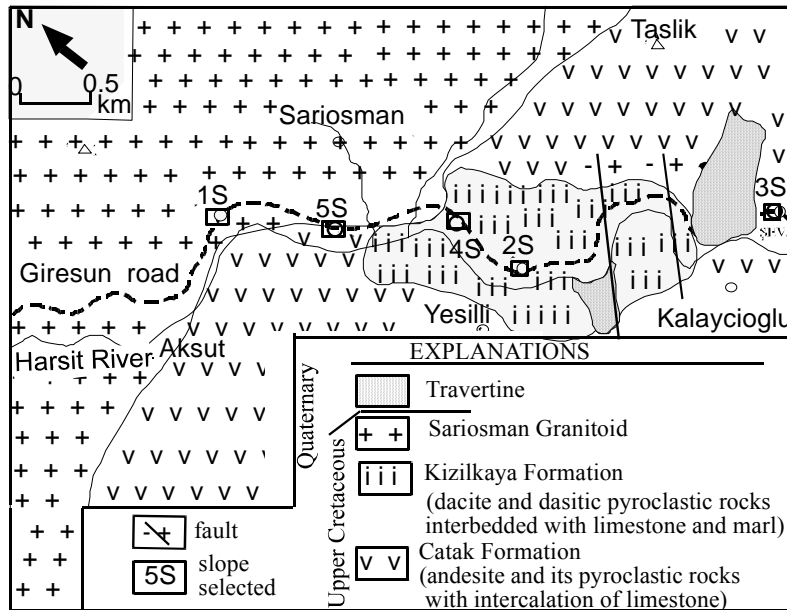 N
0 0.5
km
Taslik
Sariosman
1S
5S
4S
2S
3S
Giresun road
Yesilli
Kalaycioglu
Harsit River
Aksut
EXPLANATIONS
Quaternary
Travertine
Upper Cretaceous
+ + Sariosman Granitoid
i i i Kizilkaya Formation
(dacite and dasitic pyroclastic rocks
interbedded with limestone and marl)
v v Catak Formation
(andesite and its pyroclastic rocks
with intercalation of limestone)
- + fault
5S slope
selected